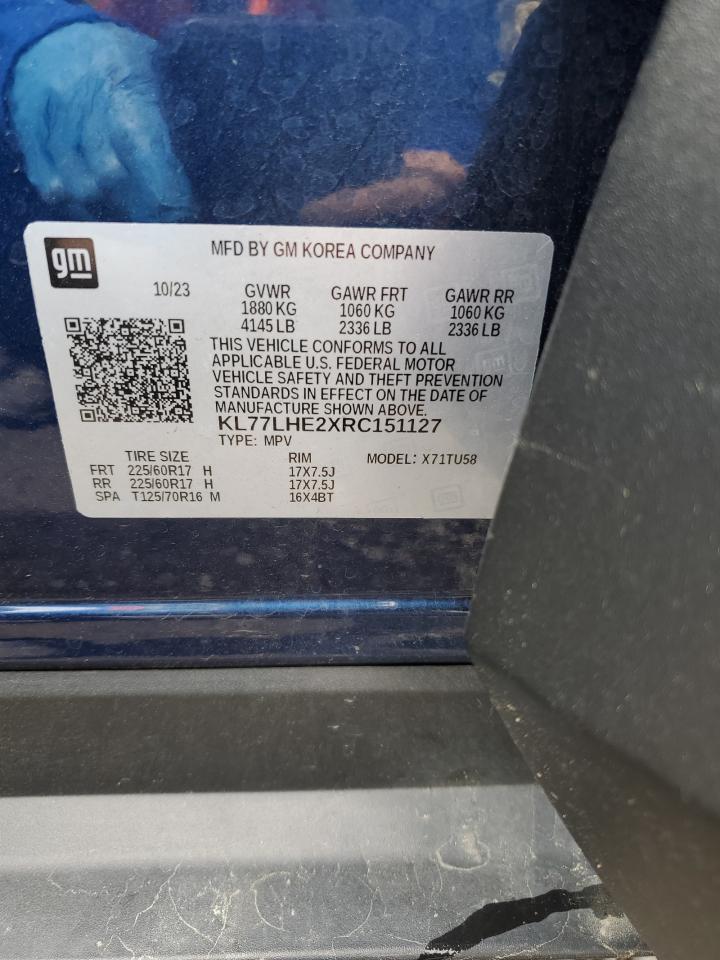 gm
MFD BY GM KOREA COMPANY
10/23 GVWR GAWR FRT GAWR RR
1880 KG 1060 KG 1060 KG
4145 LB 2336 LB 2336 LB
THIS VEHICLE CONFORMS TO ALL
APPLICABLE U.S. FEDERAL MOTOR
VEHICLE SAFETY AND THEFT PREVENTION
STANDARDS IN EFFECT ON THE DATE OF
MANUFACTURE SHOWN ABOVE.
KL77LHE2XRC151127
TYPE: MPV
TIRE SIZE RIM MODEL: X71TU58
FRT 225/60R17 H 17X7.5J
RR 225/60R17 H 17X7.5J
SPA T125/70R16 M 16X4BT